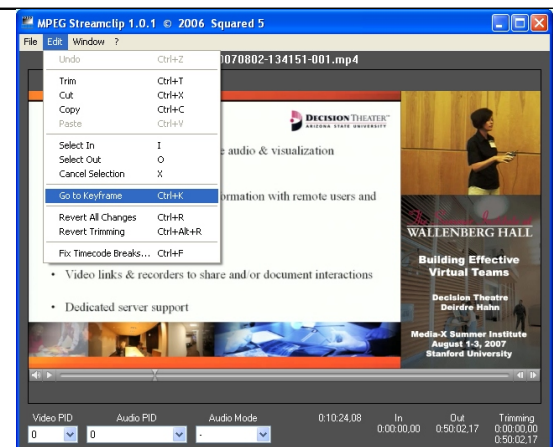 MPEG Streamclip 1.0.1 © 2006 Squared 5
File Edit Window ?
0070802-134151-001.mp4
Undo Ctrl+Z
Trim Ctrl+T
Cut Ctrl+X
Copy Ctrl+C
Paste Ctrl+V
Select In I
Select Out O
Cancel Selection X
Go to Keyframe Ctrl+K
Revert All Changes Ctrl+R
Revert Trimming Ctrl+Alt+R
Fix Timecode Breaks... Ctrl+F
DECISION THEATER
ARIZONA STATE UNIVERSITY
audio & visualization
ormation with remote users and
• Video links & recorders to share and/or document interactions
• Dedicated server support
WALLENBERG HALL
Building Effective
Virtual Teams
Decision Theatre
Deirdre Hahn
Media-X Summer Institute
August 1-3, 2007
Stanford University
Video PID Audio PID Audio Mode 0:10:24,08 In Out Trimming
0:00:00,00 0:50:02,17 0:00:00,00
0 0 - 0:50:02,17